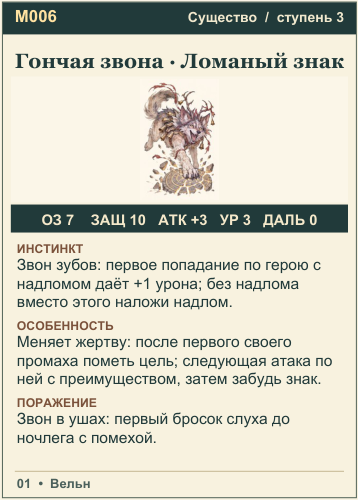 М006
Существо / ступень 3
Гончая звона · Ломаный знак
ОЗ 7 ЗАЩ 10 АТК +3 УР 3 ДАЛЬ 0
ИНСТИНКТ
Звон зубов: первое попадание по герою с
надломом даёт +1 урона; без надлома
вместо этого наложи надлом.
ОСОБЕННОСТЬ
Меняет жертву: после первого своего
промаха пометь цель; следующая атака по
ней с преимуществом, затем забудь знак.
ПОРАЖЕНИЕ
Звон в ушах: первый бросок слуха до
ночлега с помехой.
01 • Вельн